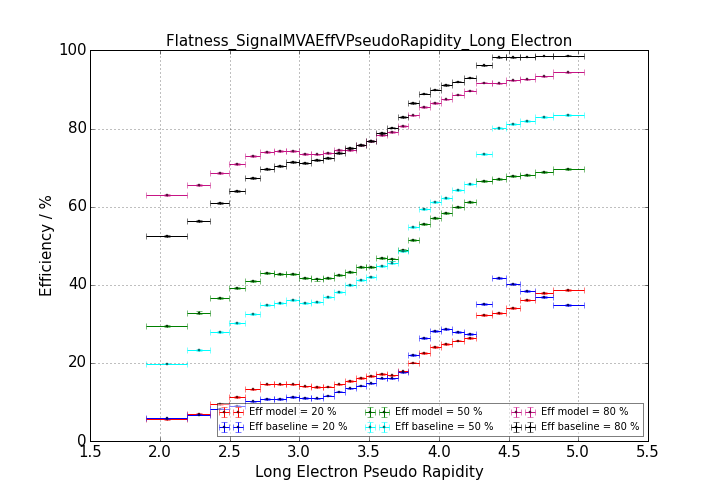 Flatness_SignalMVAEffVPseudoRapidity_Long Electron
100
80
60
40
20
0
Efficiency / %
1.5 2.0 2.5 3.0 3.5 4.0 4.5 5.0 5.5
Long Electron Pseudo Rapidity
Eff model = 20 % Eff model = 50 % Eff model = 80 %
Eff baseline = 20 % Eff baseline = 50 % Eff baseline = 80 %